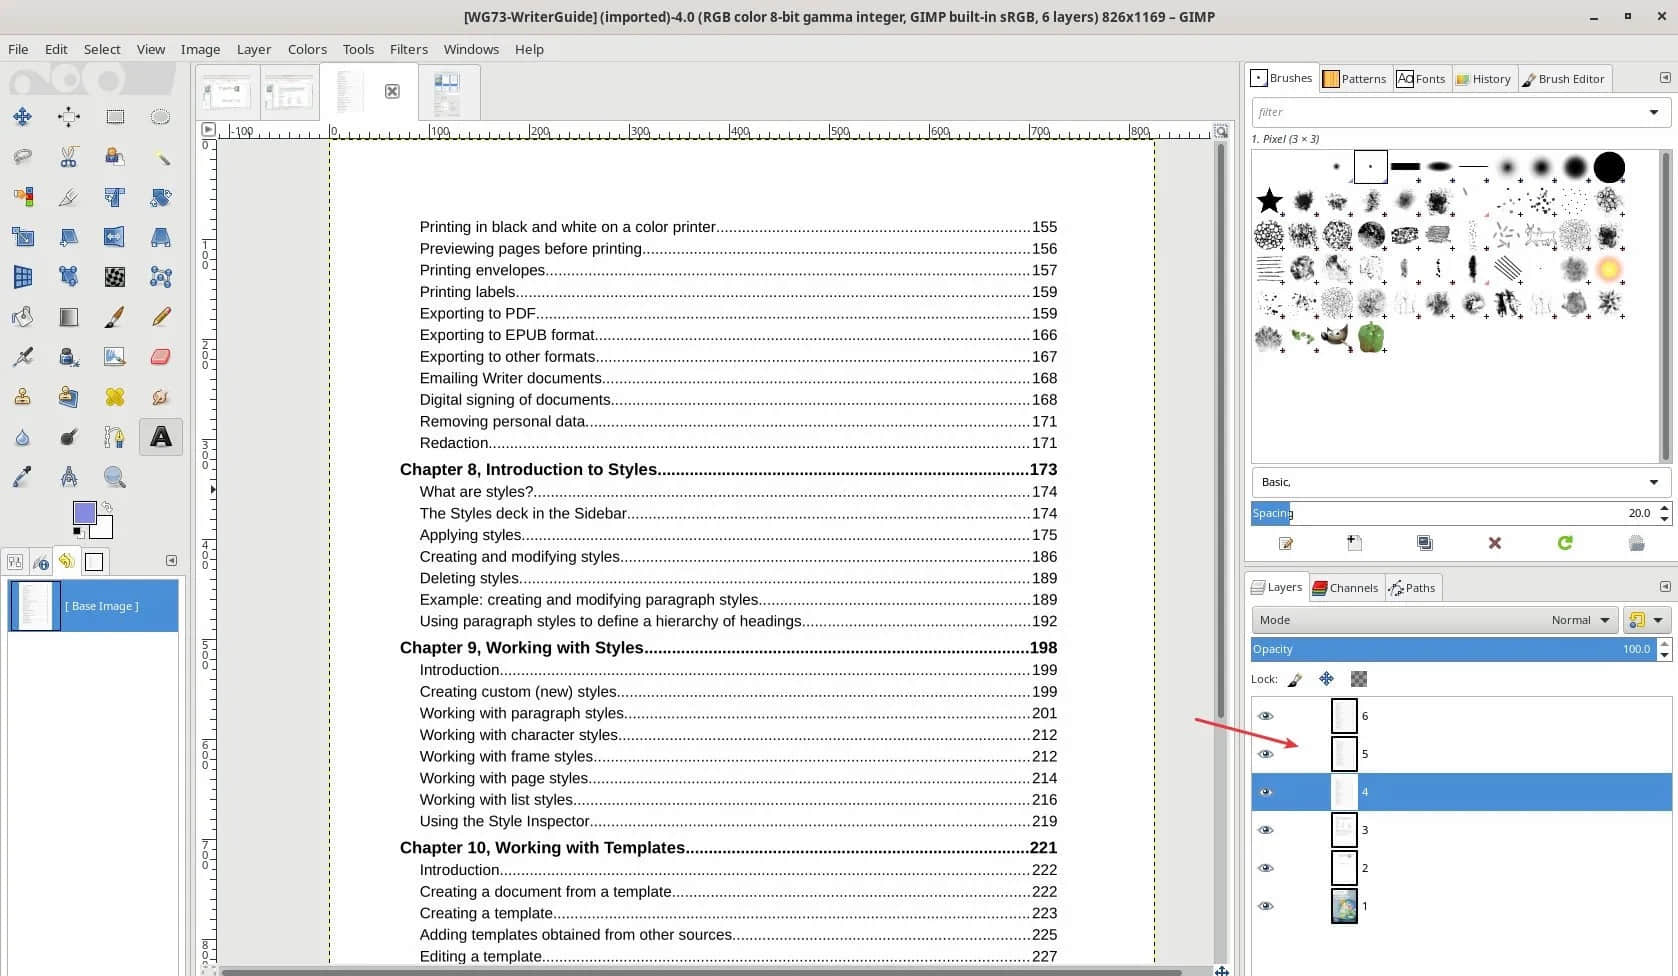 [WG73-WriterGuide] (imported)-4.0 (RGB color 8-bit gamma integer, GIMP built-in sRGB, 6 layers) 826x1169 – GIMP
File Edit Select View Image Layer Colors Tools Filters Windows Help
Brushes Patterns Fonts History Brush Editor
filter
-100 0 100 200 300 400 500 600 700 800
1. Pixel (3 × 3)
0
100
200
300
400
500
600
700
Printing in black and white on a color printer 155
Previewing pages before printing 156
Printing envelopes 157
Printing labels 159
Exporting to PDF 159
Exporting to EPUB format 166
Exporting to other formats 167
Emailing Writer documents 168
Digital signing of documents 168
Removing personal data 171
Redaction 171
Chapter 8, Introduction to Styles 173
What are styles? 174
The Styles deck in the Sidebar 174
Applying styles 175
Creating and modifying styles 186
Deleting styles 189
Example: creating and modifying paragraph styles 189
Using paragraph styles to define a hierarchy of headings 192
Chapter 9, Working with Styles 198
Introduction 199
Creating custom (new) styles 199
Working with paragraph styles 201
Working with character styles 212
Working with frame styles 212
Working with page styles 214
Working with list styles 216
Using the Style Inspector 219
Chapter 10, Working with Templates 221
Introduction 222
Creating a document from a template 222
Creating a template 223
Adding templates obtained from other sources 225
Editing a template 227
[ Base Image ]
Basic,
Spacing 20.0
Layers Channels Paths
Mode Normal
Opacity 100.0
Lock:
6
5
4
3
2
1